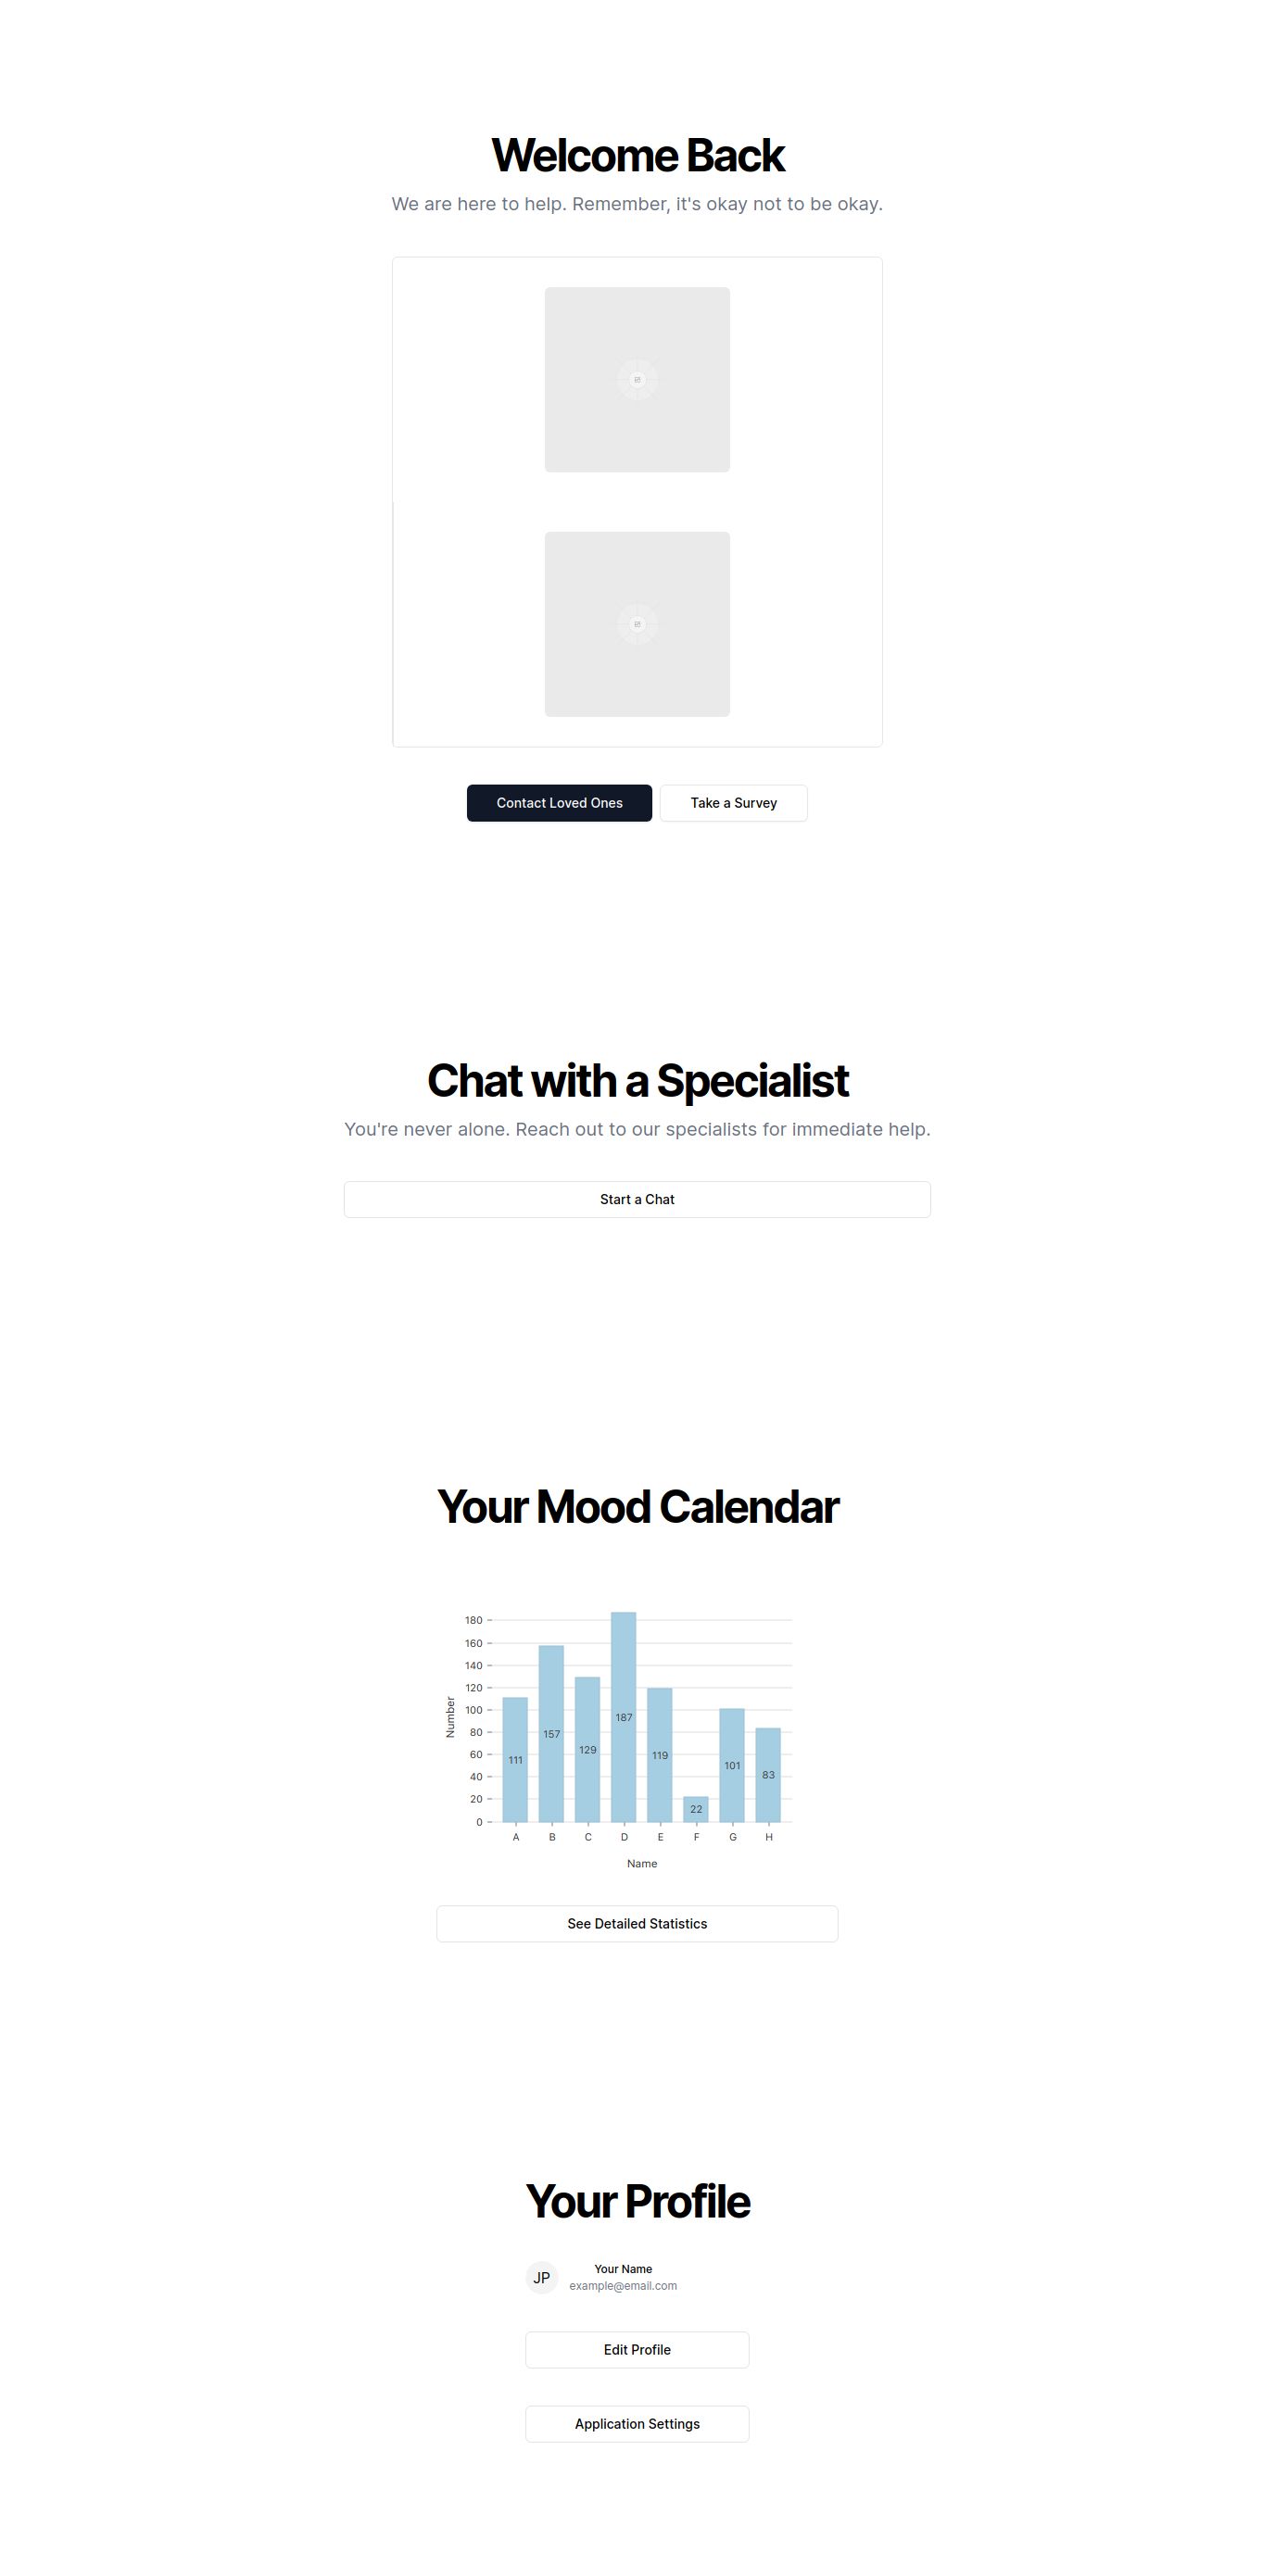 Welcome Back
We are here to help. Remember, it's okay not to be okay.
Contact Loved Ones
Take a Survey
Chat with a Specialist
You're never alone. Reach out to our specialists for immediate help.
Start a Chat
Your Mood Calendar
Number
180
160
140
120
100
80
60
40
20
0
111
157
129
187
119
22
101
83
A B C D E F G H
Name
See Detailed Statistics
Your Profile
JP
Your Name
example@email.com
Edit Profile
Application Settings